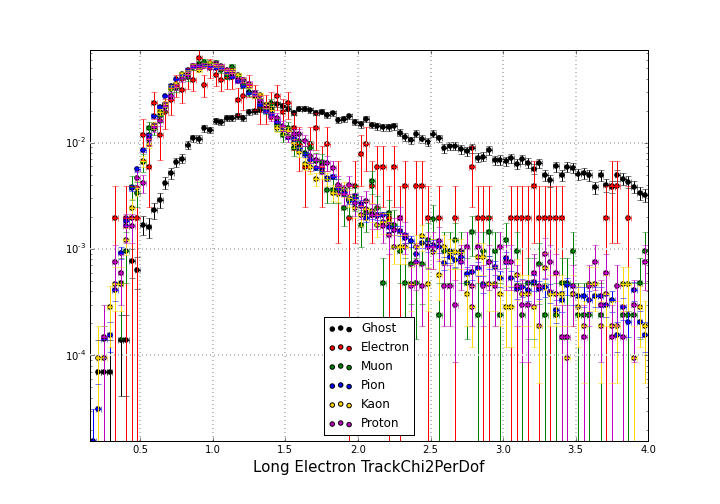 10⁻²
10⁻³
10⁻⁴
Ghost
Electron
Muon
Pion
Kaon
Proton
0.5 1.0 1.5 2.0 2.5 3.0 3.5 4.0
Long Electron TrackChi2PerDof